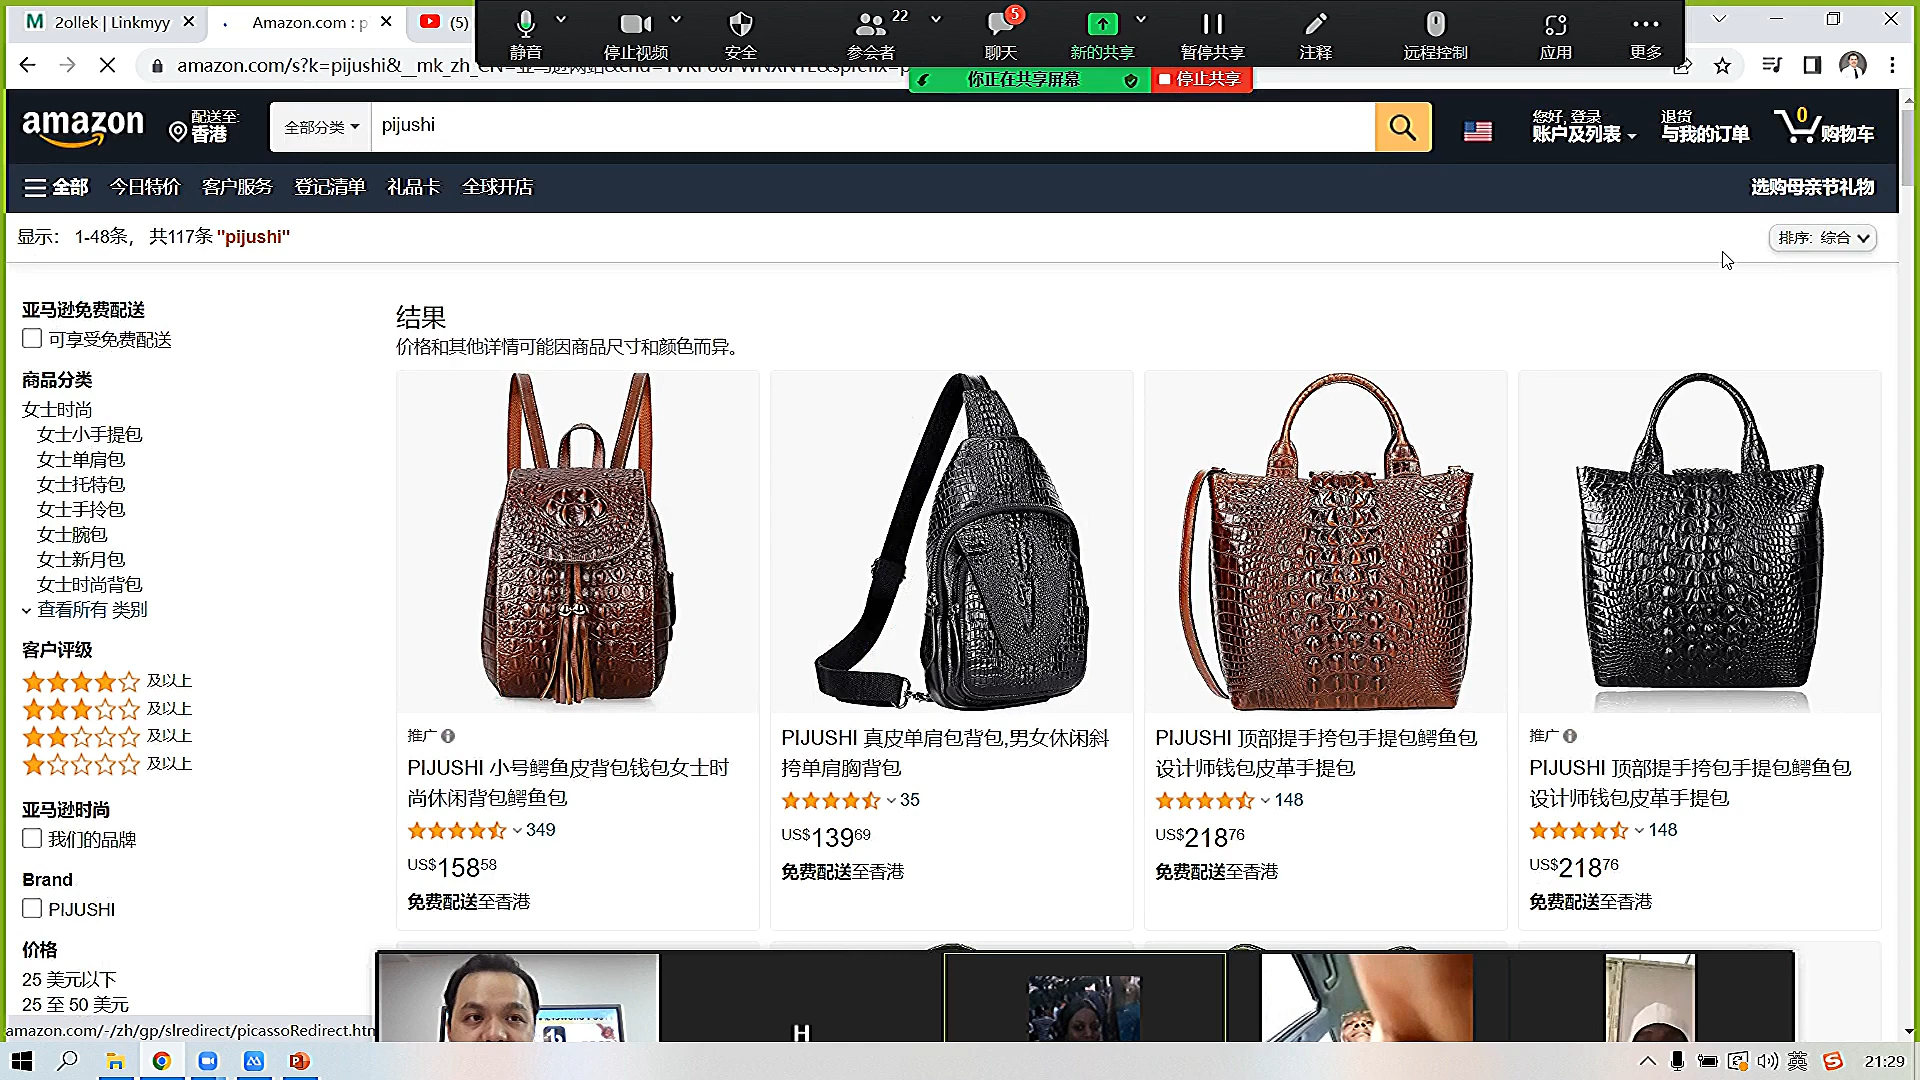 2ollek | Linkmyy
Amazon.com : p
(5)
静音
停止视频
安全
22
参会者
5
聊天
新的共享
暂停共享
注释
远程控制
应用
更多
你正在共享屏幕
停止共享
amazon.com/s?k=pijushi&__mk_zh_CN=亚马逊网站&
amazon
配送至:
香港
全部分类
pijushi
您好, 登录
账户及列表
退货
与我的订单
0
购物车
全部
今日特价
客户服务
登记清单
礼品卡
全球开店
选购母亲节礼物
显示: 1-48条, 共117条 "pijushi"
排序: 综合
亚马逊免费配送
可享受免费配送
商品分类
女士时尚
女士小手提包
女士单肩包
女士托特包
女士手拎包
女士腕包
女士新月包
女士时尚背包
查看所有 类别
客户评级
及以上
及以上
及以上
及以上
亚马逊时尚
我们的品牌
Brand
PIJUSHI
价格
25 美元以下
25 至 50 美元
结果
价格和其他详情可能因商品尺寸和颜色而异。
推广
PIJUSHI 小号鳄鱼皮背包钱包女士时
尚休闲背包鳄鱼包
349
US$15858
免费配送至香港
PIJUSHI 真皮单肩包背包,男女休闲斜
挎单肩胸背包
35
US$13969
免费配送至香港
PIJUSHI 顶部提手挎包手提包鳄鱼包
设计师钱包皮革手提包
148
US$21876
免费配送至香港
推广
PIJUSHI 顶部提手挎包手提包鳄鱼包
设计师钱包皮革手提包
148
US$21876
免费配送至香港
H
amazon.com/-/zh/gp/slredirect/picassoRedirect.htm
英
21:29